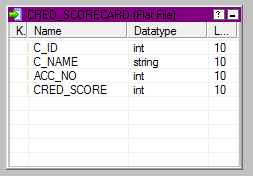 CRED_SCORECARD (Flat File) ?
K. Name Datatype L...
C_ID int 10
C_NAME string 10
ACC_NO int 10
CRED_SCORE int 10